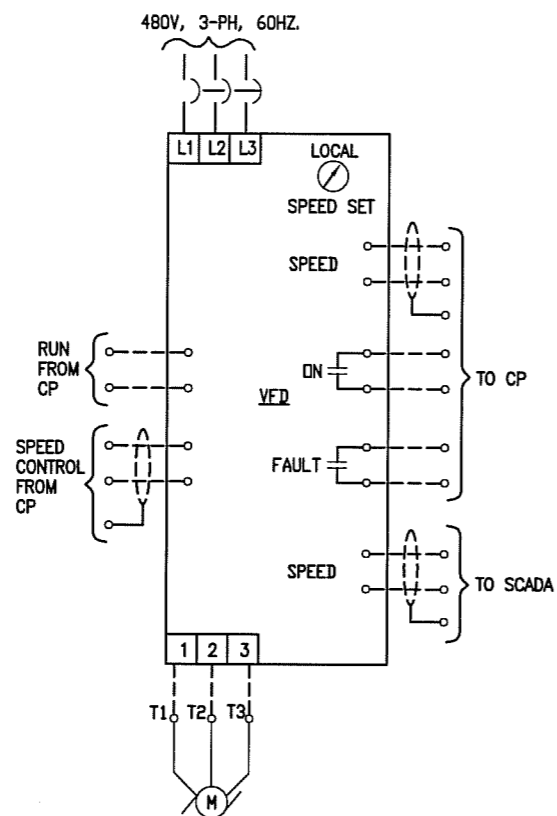 480V, 3-PH, 60HZ.
L1 L2 L3
LOCAL
SPEED SET
SPEED
RUN
FROM
CP
ON
VFD
TO CP
SPEED
CONTROL
FROM
CP
FAULT
SPEED
TO SCADA
1 2 3
T1 T2 T3
M